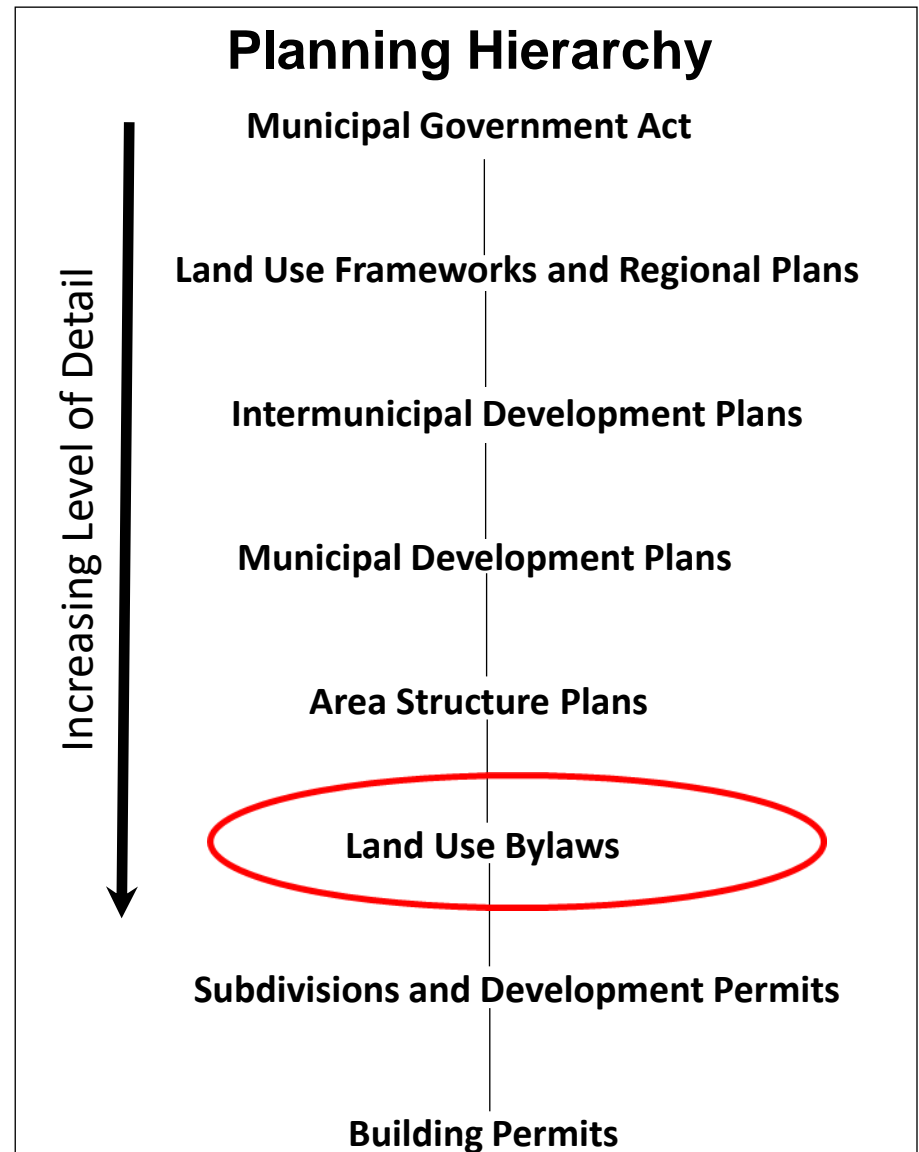 Planning Hierarchy
Increasing Level of Detail
Municipal Government Act
Land Use Frameworks and Regional Plans
Intermunicipal Development Plans
Municipal Development Plans
Area Structure Plans
Land Use Bylaws
Subdivisions and Development Permits
Building Permits